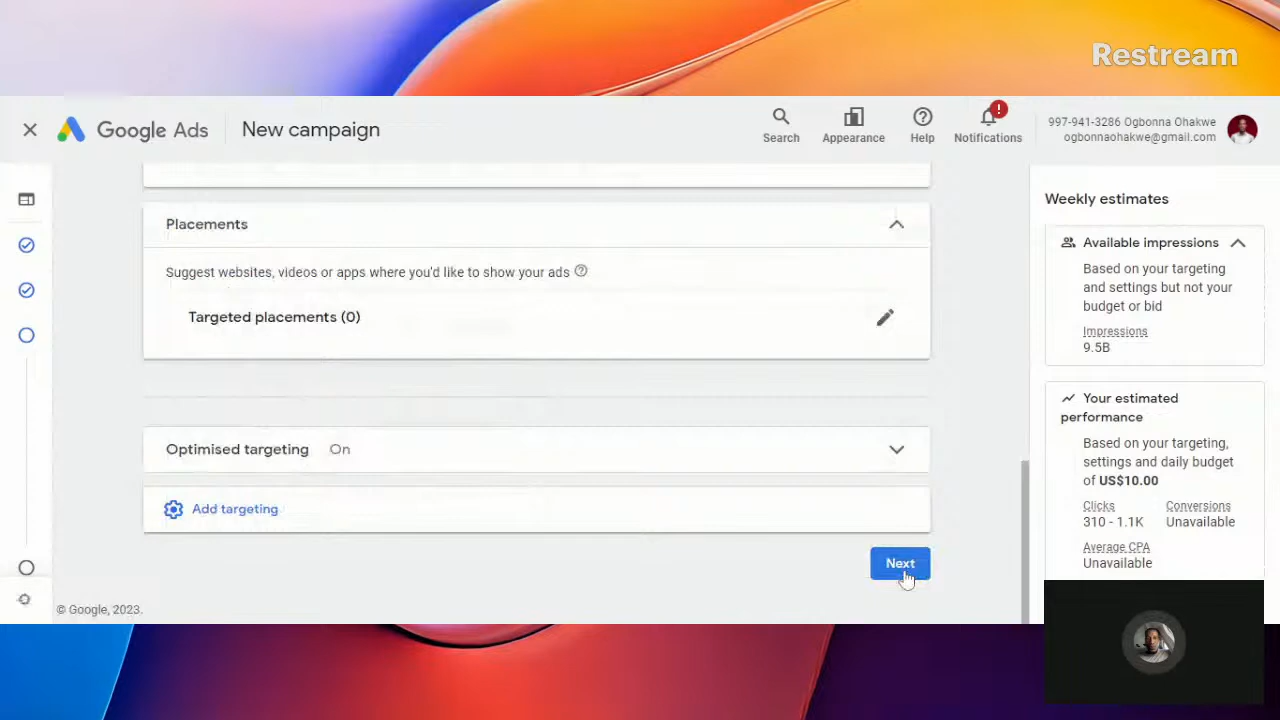 Restream
Google Ads
New campaign
Search
Appearance
Help
!
Notifications
997-941-3286 Ogbonna Ohakwe
ogbonnaohakwe@gmail.com
Placements
Suggest websites, videos or apps where you'd like to show your ads
Targeted placements (0)
Optimised targeting On
Add targeting
Next
© Google, 2023.
Weekly estimates
Available impressions
Based on your targeting
and settings but not your
budget or bid
Impressions
9.5B
Your estimated
performance
Based on your targeting,
settings and daily budget
of US$10.00
Clicks Conversions
310 - 1.1K Unavailable
Average CPA
Unavailable